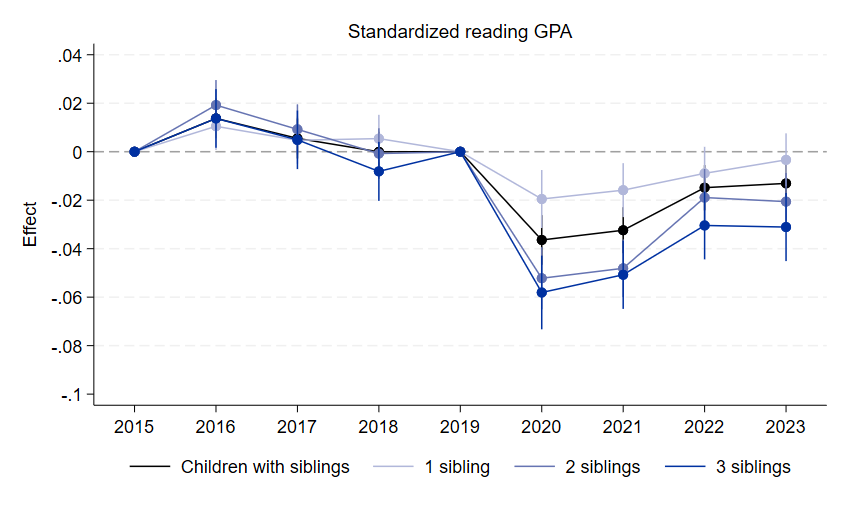 Standardized reading GPA
.04
.02
0
-.02
-.04
-.06
-.08
-.1
Effect
2015 2016 2017 2018 2019 2020 2021 2022 2023
Children with siblings 1 sibling 2 siblings 3 siblings